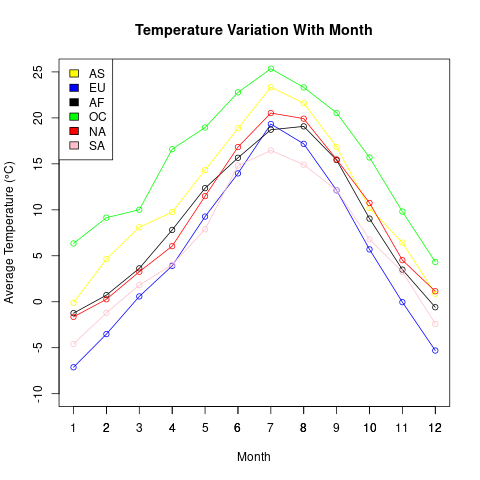 Temperature Variation With Month
Average Temperature (°C)
25
20
15
10
5
0
-5
-10
AS
EU
AF
OC
NA
SA
1 2 3 4 5 6 7 8 9 10 11 12
Month